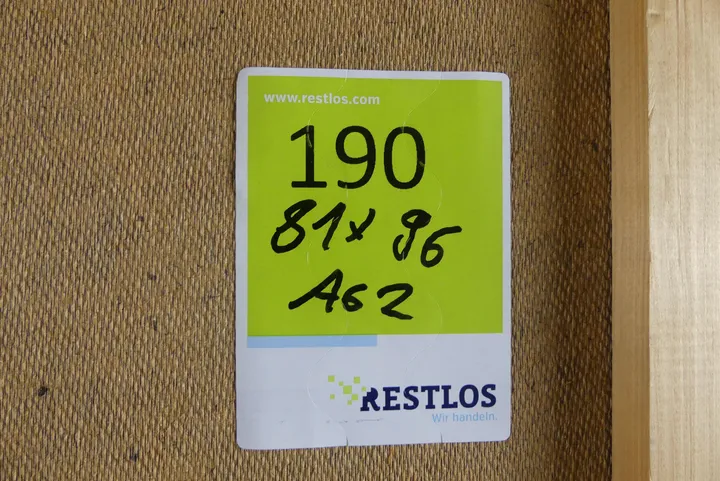 www.restlos.com
190
81x 96
A62
RESTLOS
Wir handeln.